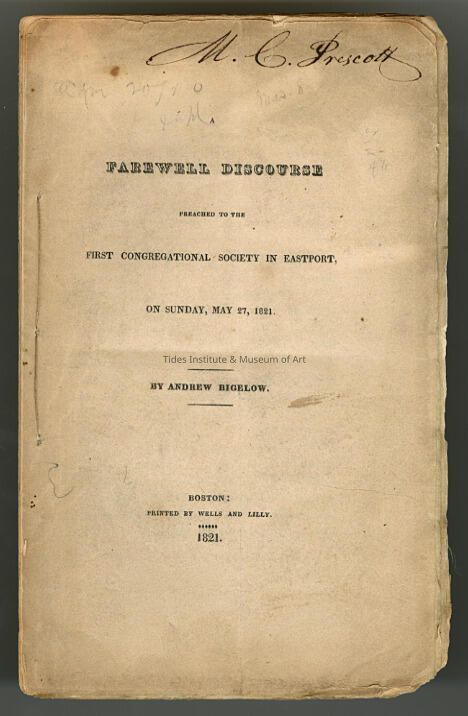 M. C. Prescott
FAREWELL DISCOURSE
PREACHED TO THE
FIRST CONGREGATIONAL SOCIETY IN EASTPORT,
ON SUNDAY, MAY 27, 1821.
Tides Institute & Museum of Art
BY ANDREW BIGELOW.
BOSTON:
PRINTED BY WELLS AND LILLY.
1821.